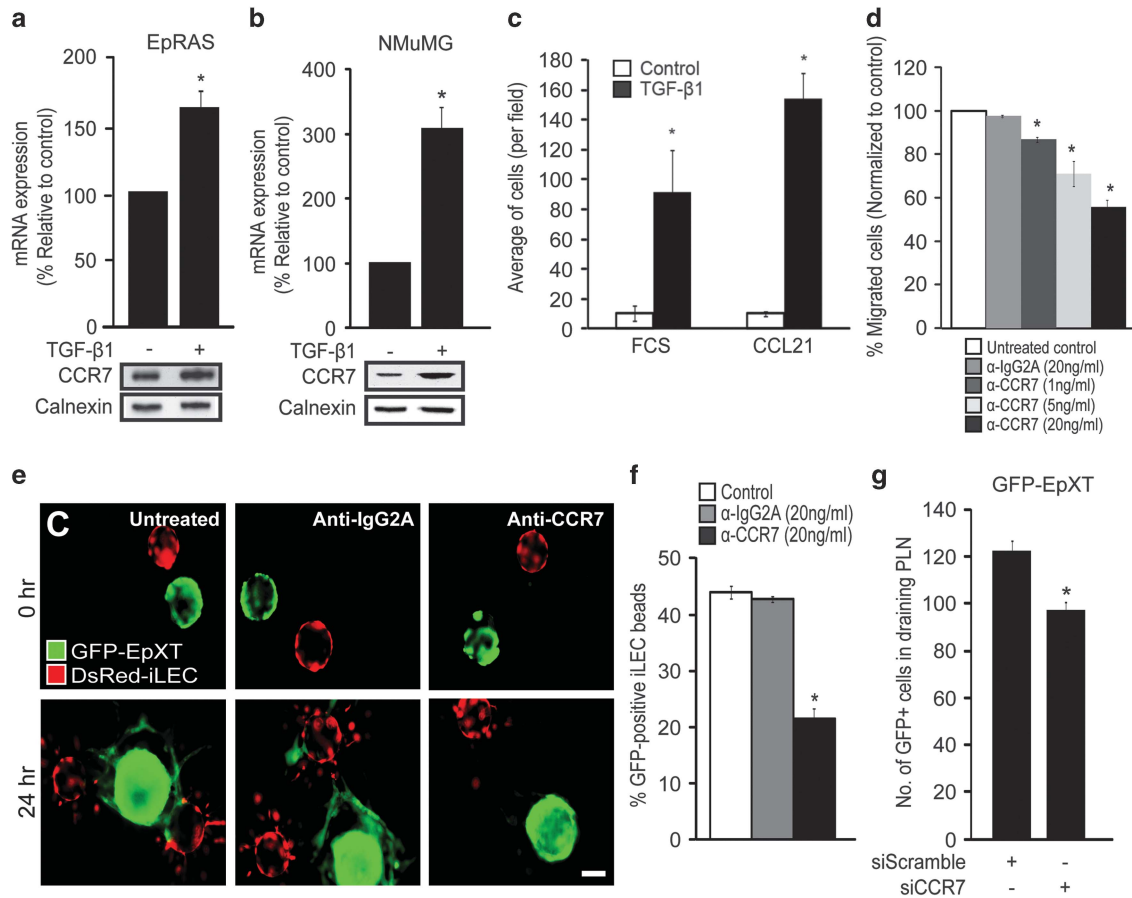 a
EpRAS
mRNA expression
(% Relative to control)
200
150
100
50
0
*
TGF-β1 - +
CCR7
Calnexin
b
NMuMG
mRNA expression
(% Relative to control)
400
300
200
100
0
*
TGF-β1 - +
CCR7
Calnexin
c
Average of cells (per field)
180
160
140
120
100
80
60
40
20
0
Control
TGF-β1
*
*
FCS CCL21
d
% Migrated cells (Normalized to control)
120
100
80
60
40
20
0
*
*
*
Untreated control
α-IgG2A (20ng/ml)
α-CCR7 (1ng/ml)
α-CCR7 (5ng/ml)
α-CCR7 (20ng/ml)
e
C
Untreated
Anti-IgG2A
Anti-CCR7
0 hr
GFP-EpXT
DsRed-iLEC
24 hr
f
Control
α-IgG2A (20ng/ml)
α-CCR7 (20ng/ml)
% GFP-positive iLEC beads
50
40
30
20
10
0
*
g
GFP-EpXT
No. of GFP+ cells in draining PLN
120
100
80
60
40
20
0
*
siScramble + -
siCCR7 - +